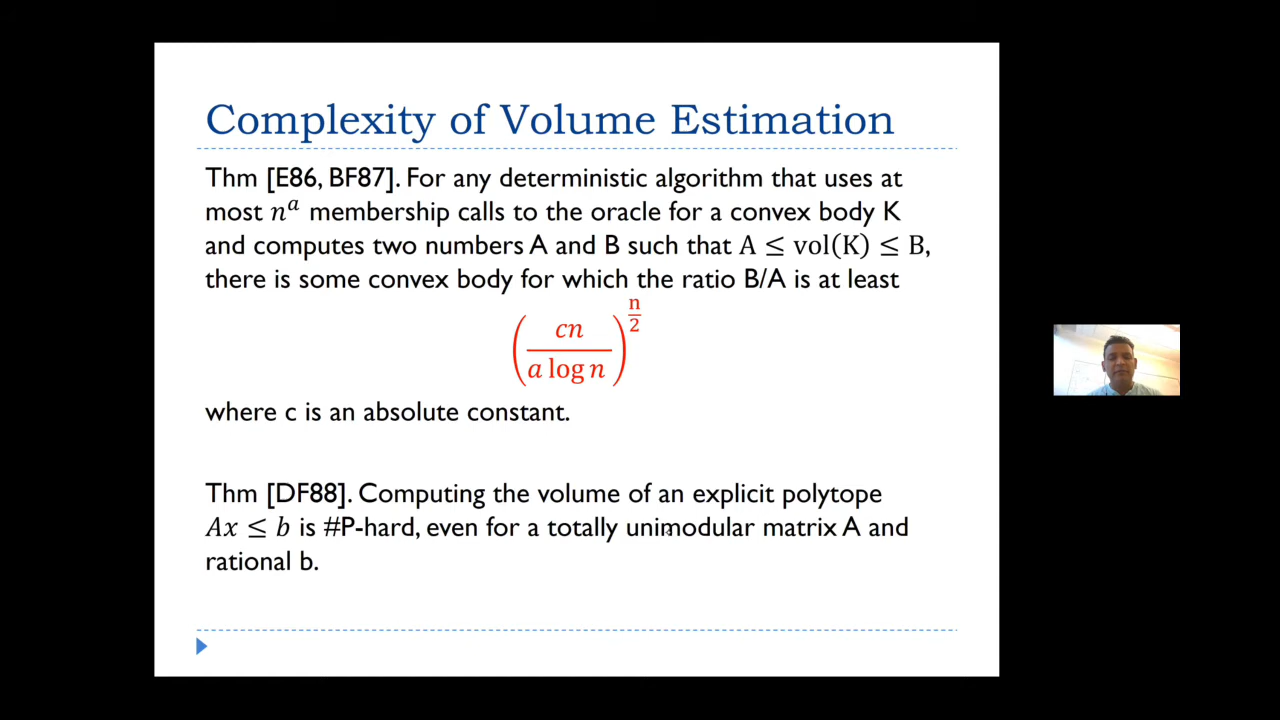 Complexity of Volume Estimation
Thm [E86, BF87]. For any deterministic algorithm that uses at
most n^a membership calls to the oracle for a convex body K
and computes two numbers A and B such that A ≤ vol(K) ≤ B,
there is some convex body for which the ratio B/A is at least
(cn / a log n)^(n/2)
where c is an absolute constant.
Thm [DF88]. Computing the volume of an explicit polytope
Ax ≤ b is #P-hard, even for a totally unimodular matrix A and
rational b.